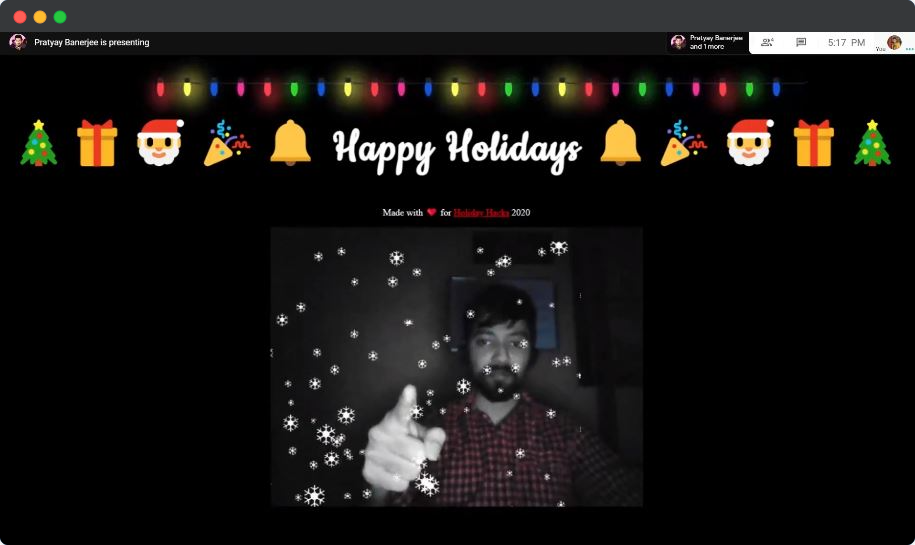 Pratyay Banerjee is presenting
Pratyay Banerjee
and 1 more
4
5:17 PM
You
Happy Holidays
Made with ❤ for Holiday Hacks 2020